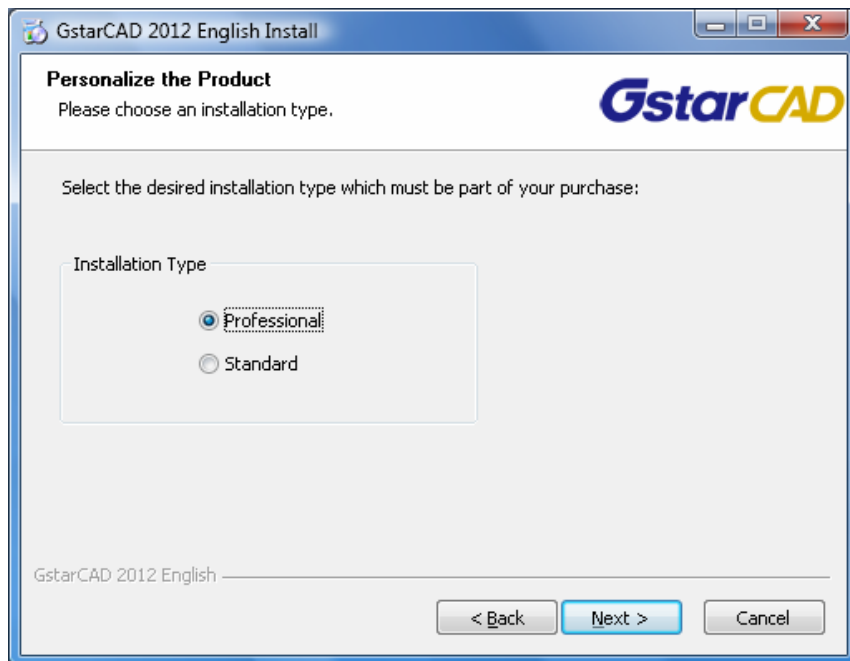 GstarCAD 2012 English Install
Personalize the Product
Please choose an installation type.
GstarCAD
Select the desired installation type which must be part of your purchase:
Installation Type
Professional
Standard
GstarCAD 2012 English
< Back Next > Cancel